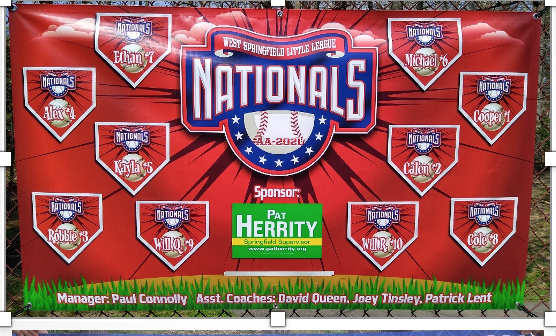 NATIONALS
Ethan #7
WEST SPRINGFIELD LITTLE LEAGUE
NATIONALS
AA-2021
NATIONALS
Michael #6
NATIONALS
Alex #4
NATIONALS
Cooper #1
NATIONALS
Kayla #5
NATIONALS
Calen #2
Sponsor:
PAT
HERRITY
Springfield Supervisor
www.patherrity.org
NATIONALS
Robbie #3
NATIONALS
Will Q. #9
NATIONALS
Will R. #10
NATIONALS
Cole #8
Manager: Paul Connolly Asst. Coaches: David Queen, Joey Tinsley, Patrick Lent